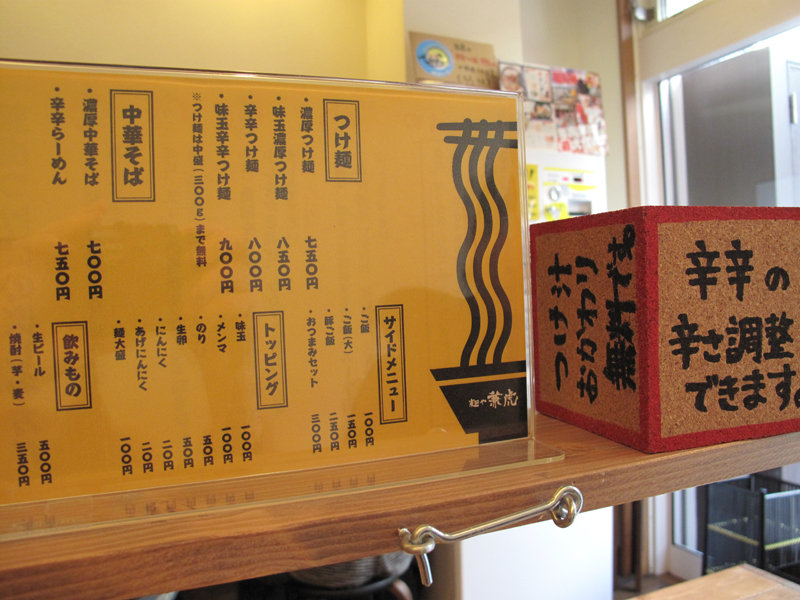 つけ麺
・濃厚つけ麺 七五〇円
・味玉濃厚つけ麺 八五〇円
・辛辛つけ麺 八〇〇円
・味玉辛辛つけ麺 九〇〇円
※つけ麺は中盛(三〇〇g)まで無料
中華そば
・濃厚中華そば 七〇〇円
・辛辛らーめん 七五〇円
サイドメニュー
・ご飯 一〇〇円
・ご飯(大) 一五〇円
・豚ご飯 二五〇円
・おつまみセット 三〇〇円
トッピング
・味玉 一〇〇円
・メンマ 一〇〇円
・のり 五〇円
・生卵 五〇円
・にんにく 二〇円
・あげにんにく 二〇円
・麺大盛 一〇〇円
飲みもの
・生ビール 五〇〇円
・焼酎(芋・麦) 三五〇円
麺や 兼虎
つけ汁
おかわり
無料です
辛辛の
辛さ調整
できます。